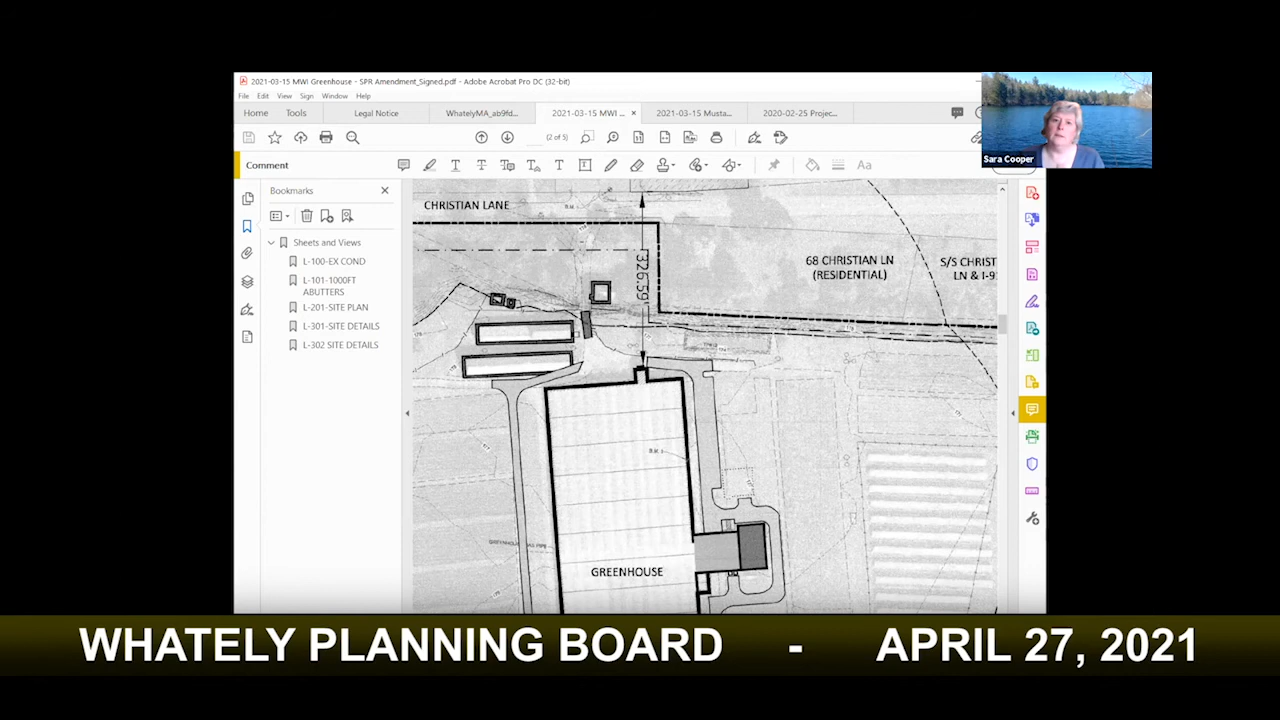 2021-03-15 MWI Greenhouse - SPR Amendment_Signed.pdf - Adobe Acrobat Pro DC (32-bit)
File Edit View Sign Window Help
Home Tools Legal Notice WhatelyMA_ab9fd... 2021-03-15 MWI ... × 2021-03-15 Musta... 2020-02-25 Projec...
(2 of 5)
Sara Cooper
Comment
Aa
Bookmarks
CHRISTIAN LANE
Sheets and Views
L-100-EX COND
L-101-1000FT
ABUTTERS
L-201-SITE PLAN
L-301-SITE DETAILS
L-302 SITE DETAILS
326.59'
68 CHRISTIAN LN
(RESIDENTIAL)
S/S CHRIST
LN & I-9
GREENHOUSE
WHATELY PLANNING BOARD - APRIL 27, 2021